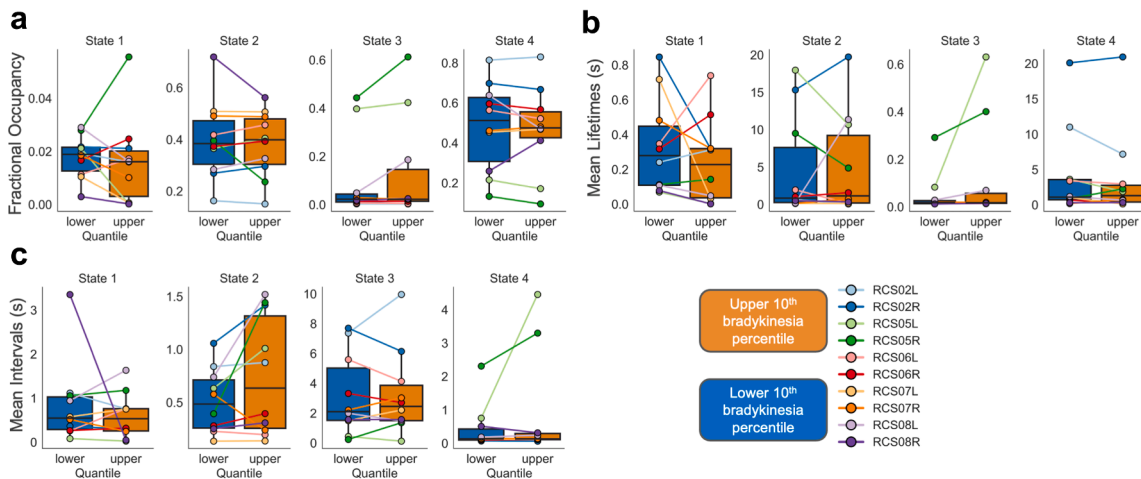 a
State 1
State 2
State 3
State 4
Fractional Occupancy
0.04
0.02
0.00
0.6
0.4
0.2
0.6
0.4
0.2
0.0
0.8
0.6
0.4
0.2
lower upper
Quantile
lower upper
Quantile
lower upper
Quantile
lower upper
Quantile
b
State 1
State 2
State 3
State 4
Mean Lifetimes (s)
0.8
0.6
0.4
0.2
0.0
20
15
10
5
0
0.6
0.4
0.2
0.0
20
15
10
5
0
lower upper
Quantile
lower upper
Quantile
lower upper
Quantile
lower upper
Quantile
c
State 1
State 2
State 3
State 4
Mean Intervals (s)
3
2
1
0
1.5
1.0
0.5
10
8
6
4
2
0
4
3
2
1
0
lower upper
Quantile
lower upper
Quantile
lower upper
Quantile
lower upper
Quantile
Upper 10th
bradykinesia
percentile
Lower 10th
bradykinesia
percentile
RCS02L
RCS02R
RCS05L
RCS05R
RCS06L
RCS06R
RCS07L
RCS07R
RCS08L
RCS08R